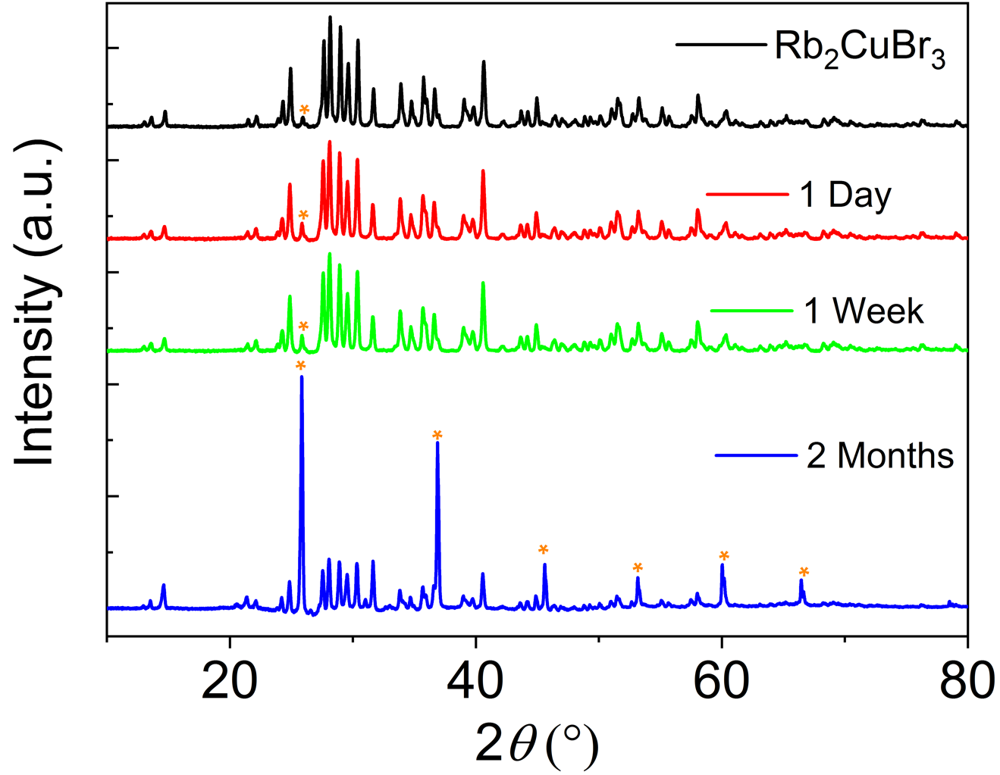 Rb₂CuBr₃
1 Day
1 Week
2 Months
Intensity (a.u.)
*
*
*
*
*
*
*
*
*
20 40 60 80
2θ (°)